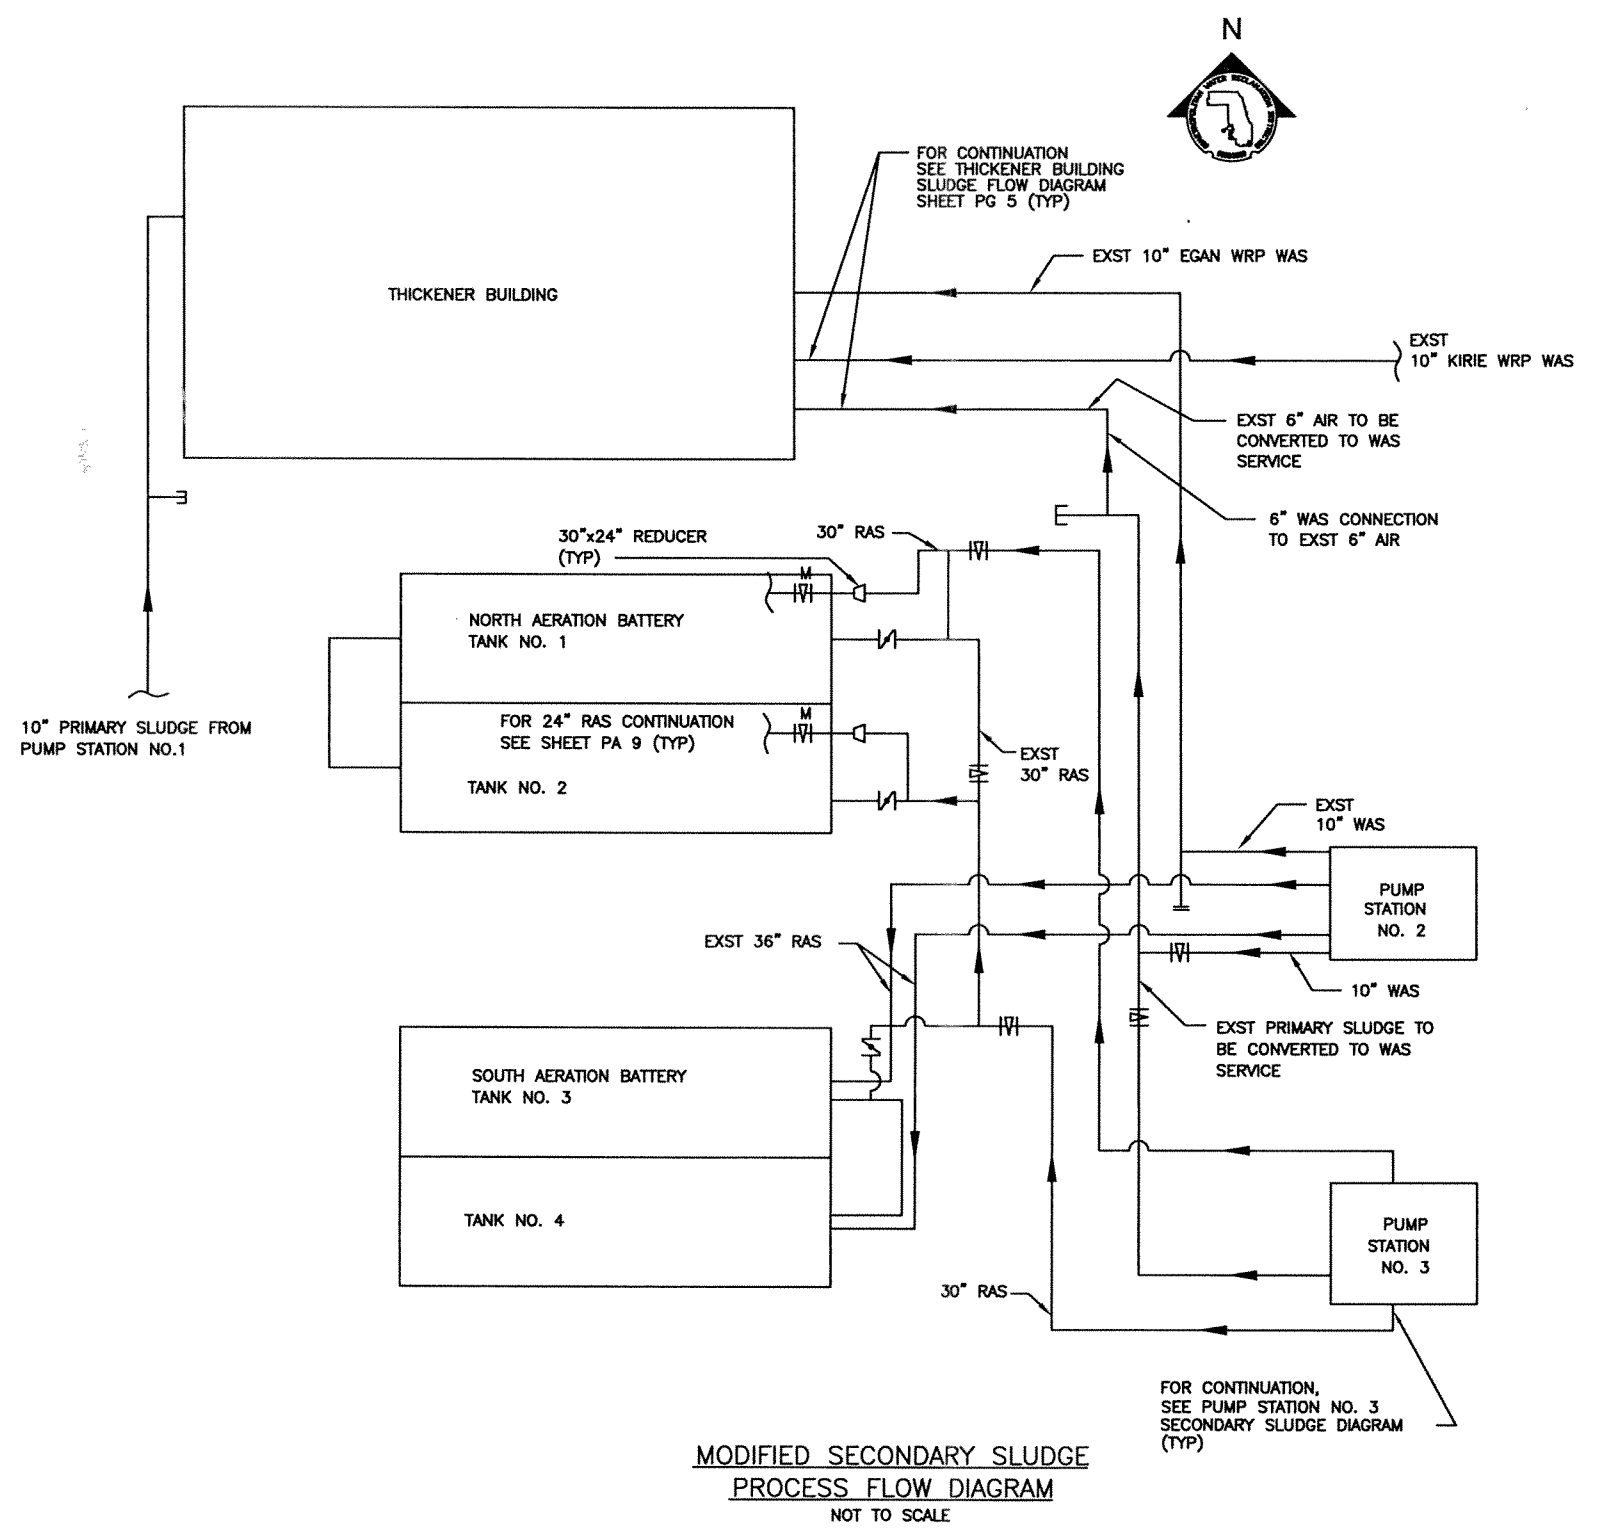 N
METROPOLITAN WATER RECLAMATION DISTRICT
GREATER CHICAGO
FOR CONTINUATION
SEE THICKENER BUILDING
SLUDGE FLOW DIAGRAM
SHEET PG 5 (TYP)
EXST 10" EGAN WRP WAS
THICKENER BUILDING
EXST
10" KIRIE WRP WAS
EXST 6" AIR TO BE
CONVERTED TO WAS
SERVICE
6" WAS CONNECTION
TO EXST 6" AIR
30"x24" REDUCER
(TYP)
30" RAS
M
NORTH AERATION BATTERY
TANK NO. 1
10" PRIMARY SLUDGE FROM
PUMP STATION NO.1
FOR 24" RAS CONTINUATION
SEE SHEET PA 9 (TYP)
M
TANK NO. 2
EXST
30" RAS
EXST
10" WAS
PUMP
STATION
NO. 2
EXST 36" RAS
10" WAS
EXST PRIMARY SLUDGE TO
BE CONVERTED TO WAS
SERVICE
SOUTH AERATION BATTERY
TANK NO. 3
TANK NO. 4
PUMP
STATION
NO. 3
30" RAS
FOR CONTINUATION,
SEE PUMP STATION NO. 3
SECONDARY SLUDGE DIAGRAM
(TYP)
MODIFIED SECONDARY SLUDGE
PROCESS FLOW DIAGRAM
NOT TO SCALE